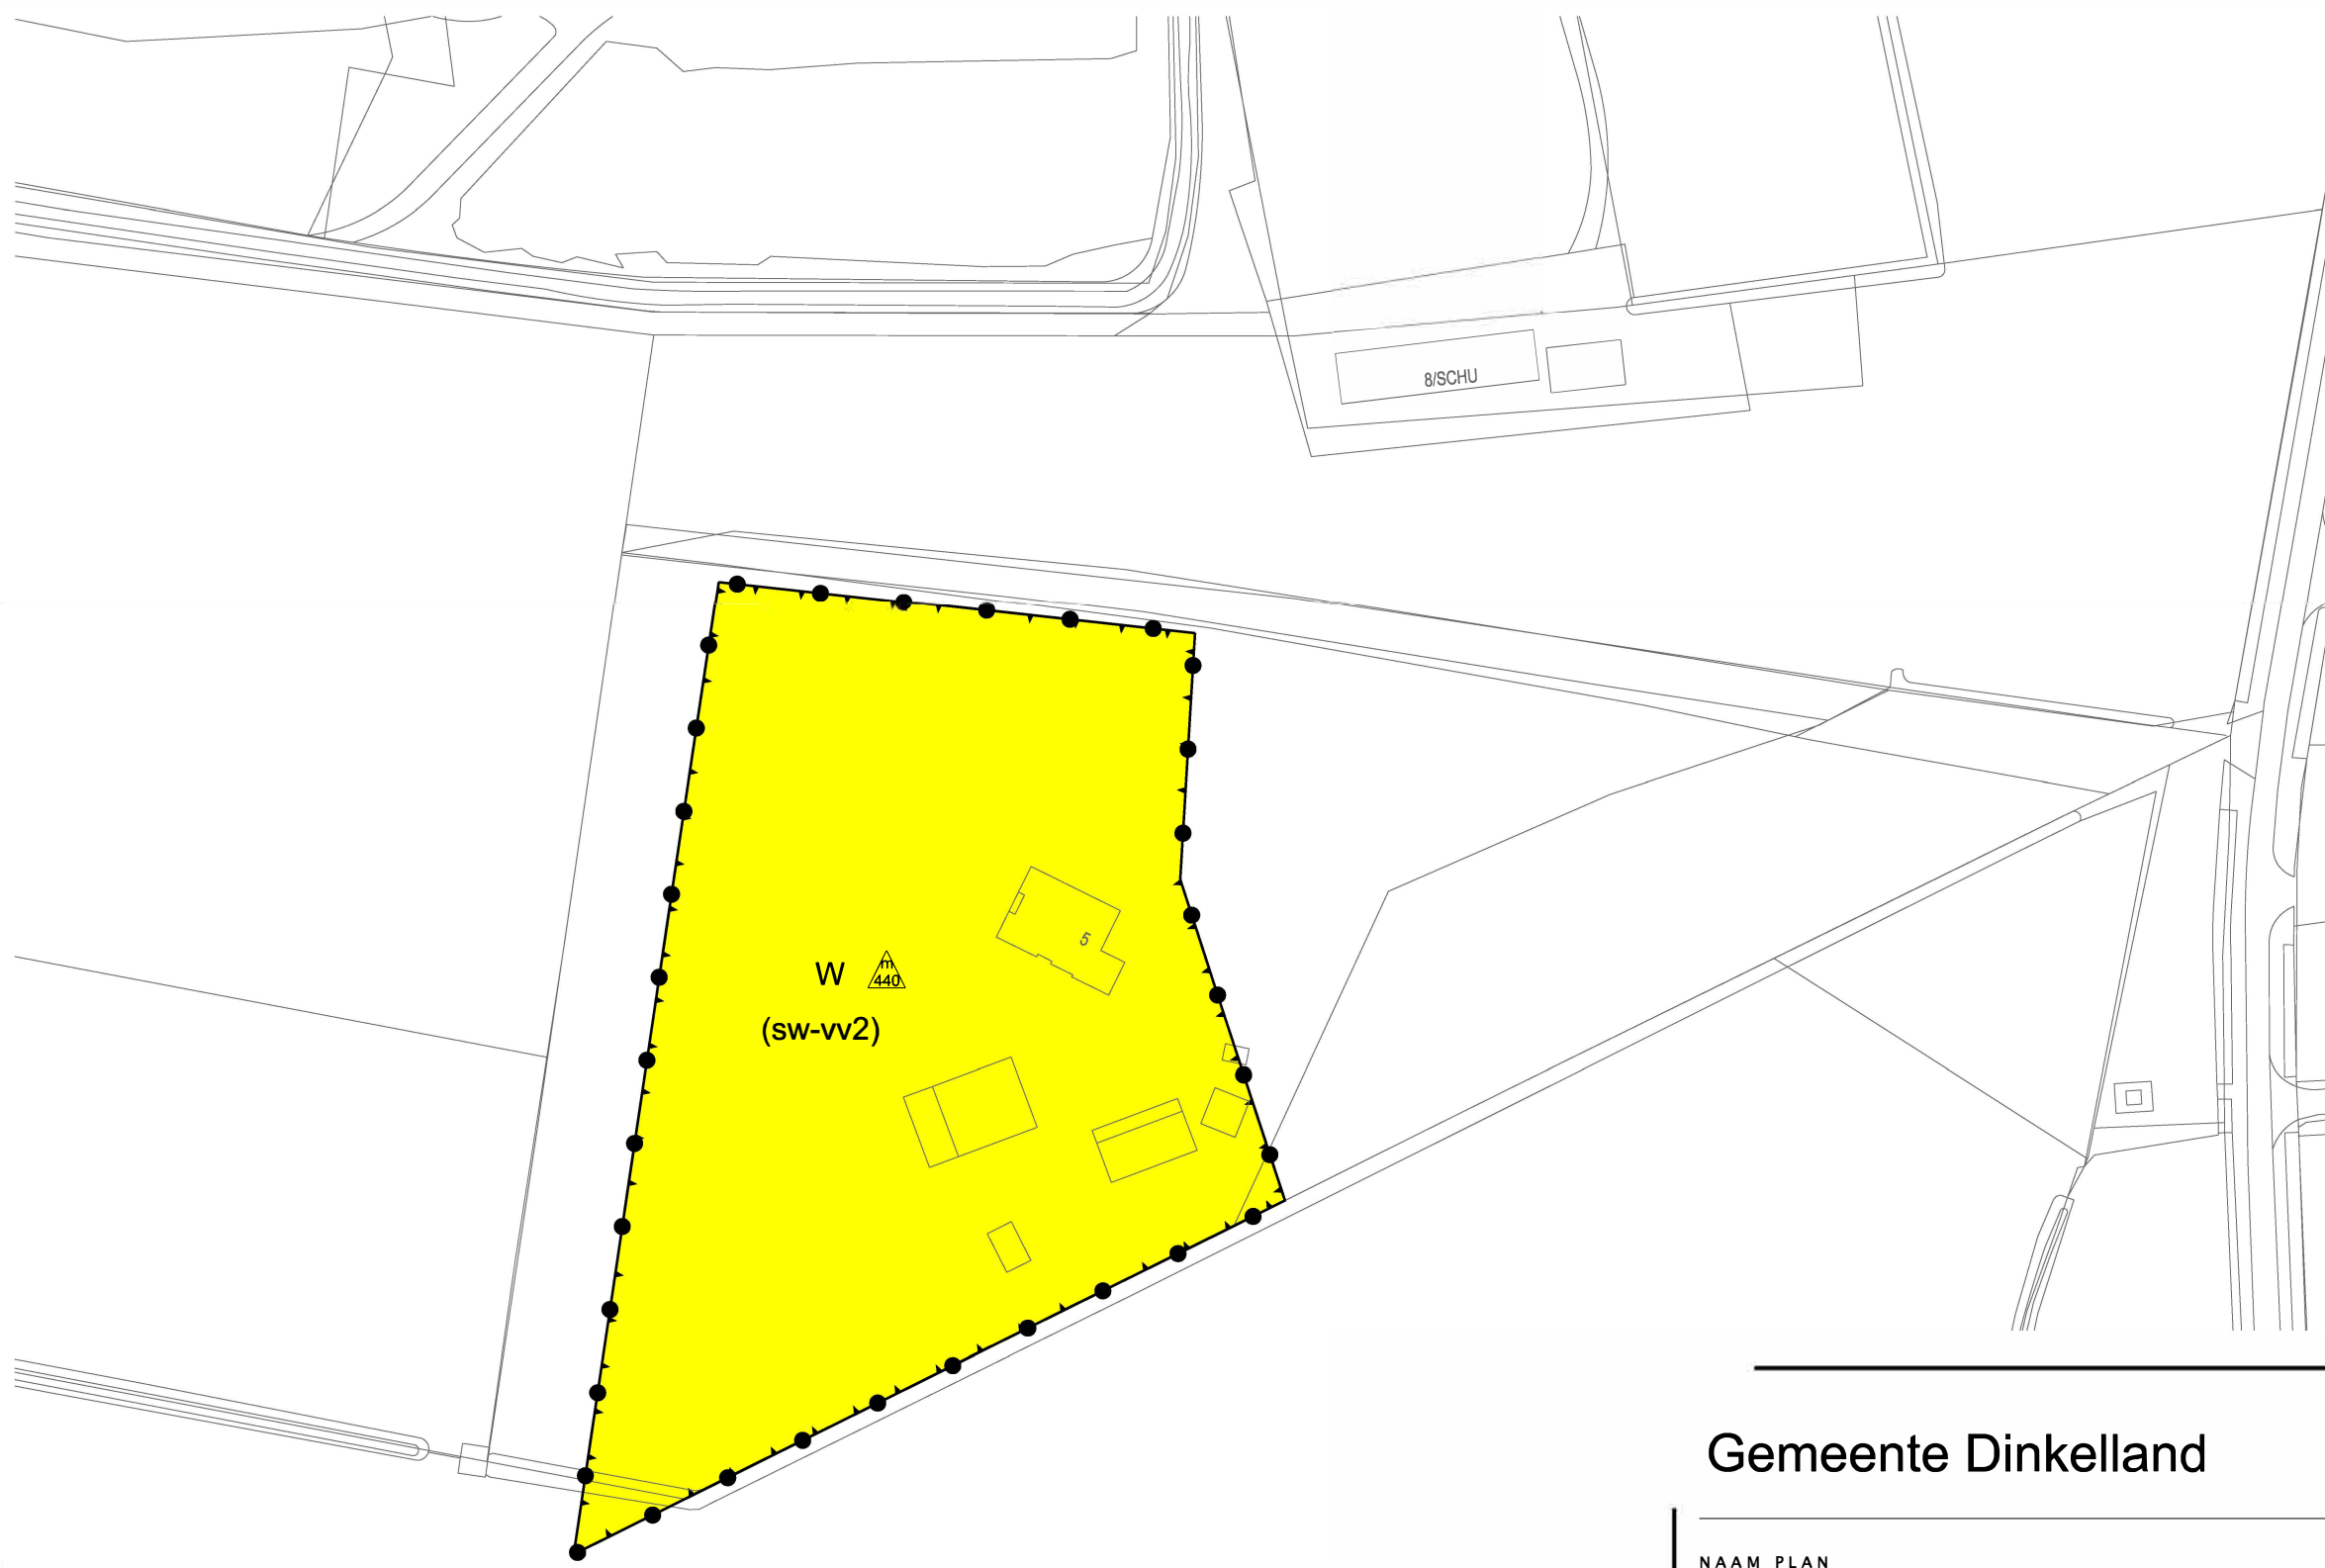 8/SCHU
5
W
m
440
(sw-vv2)
Gemeente Dinkelland
NAAM PLAN